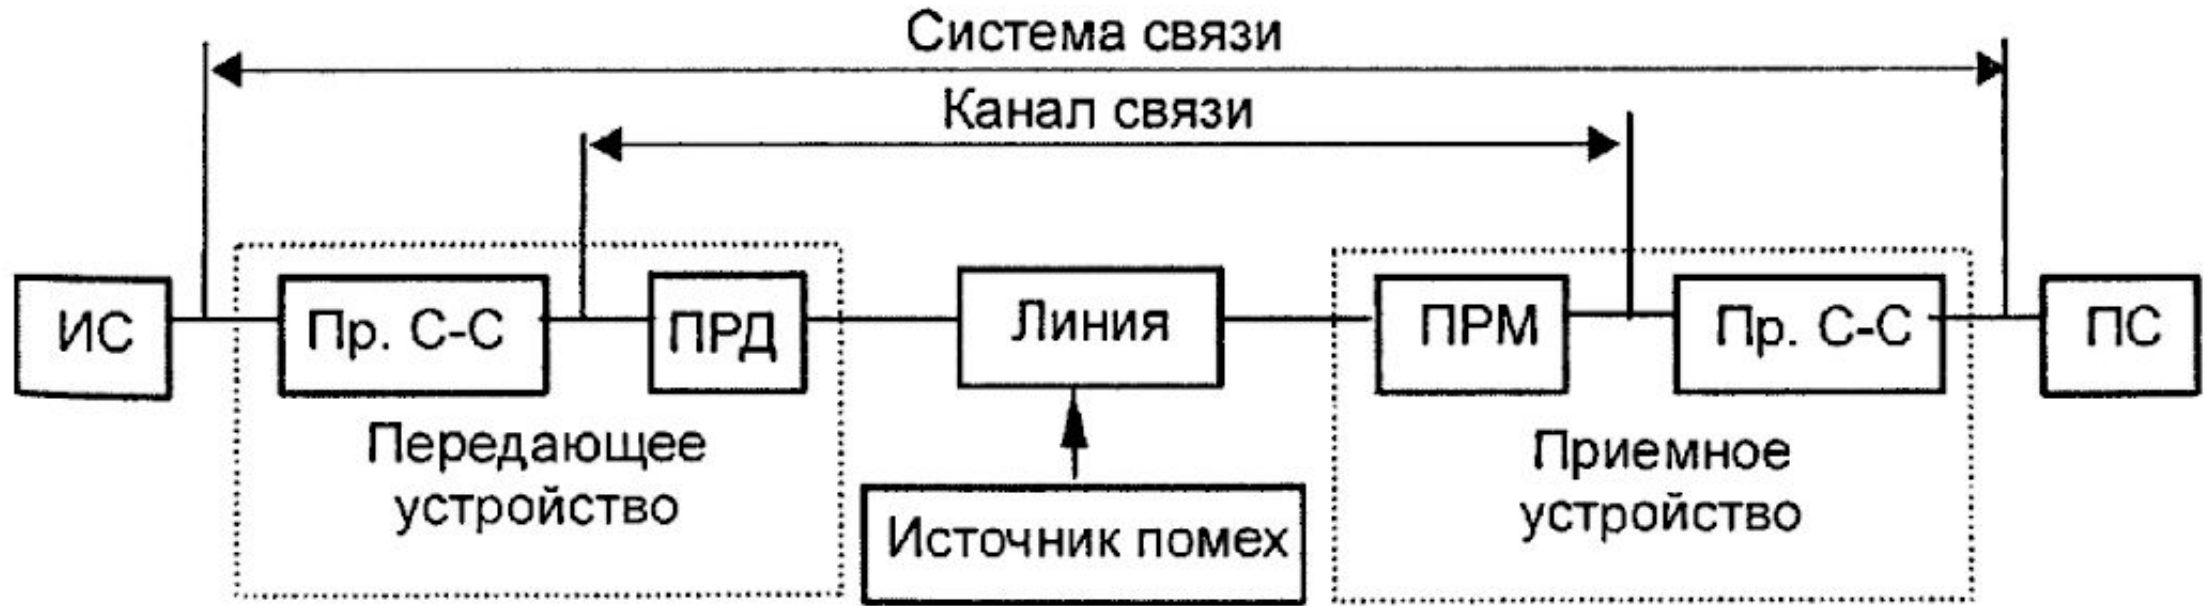 Система связи
Канал связи
ИС
Пр. С-С
ПРД
Линия
ПРМ
Пр. С-С
ПС
Передающее
устройство
Приемное
устройство
Источник помех